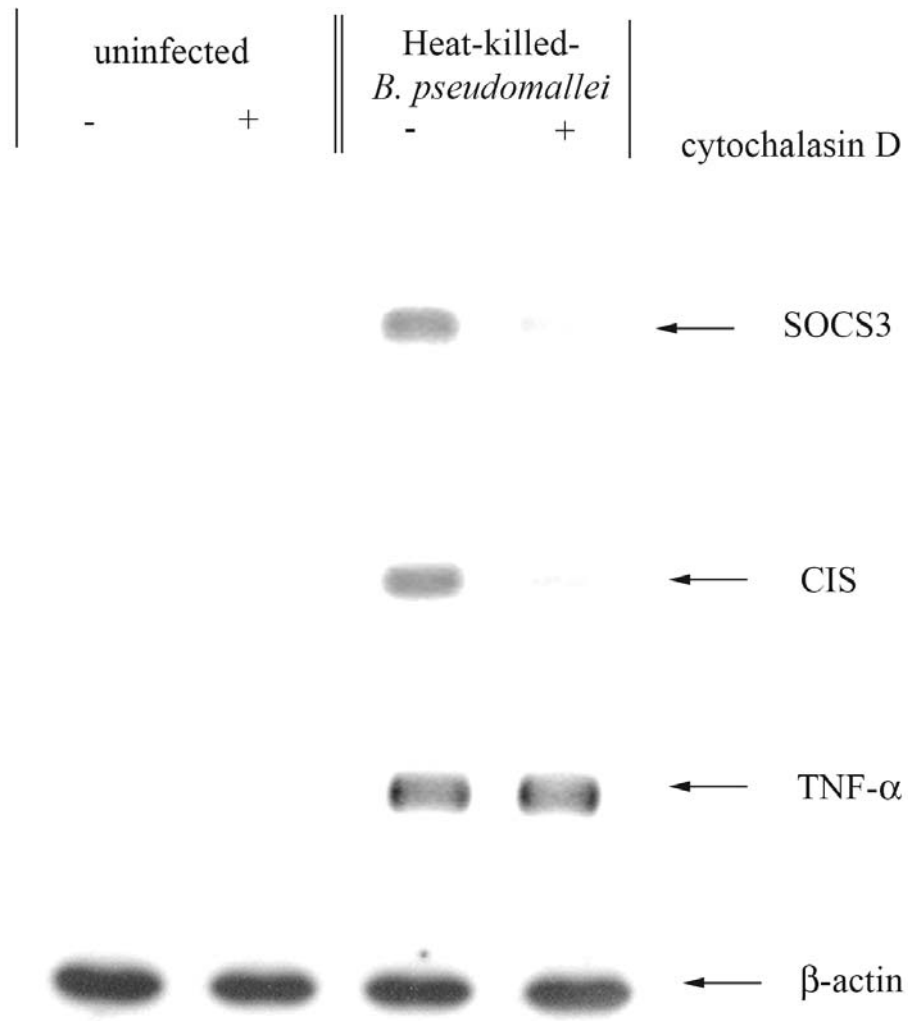 uninfected
Heat-killed-
B. pseudomallei
- + - +
cytochalasin D
SOCS3
CIS
TNF-α
β-actin